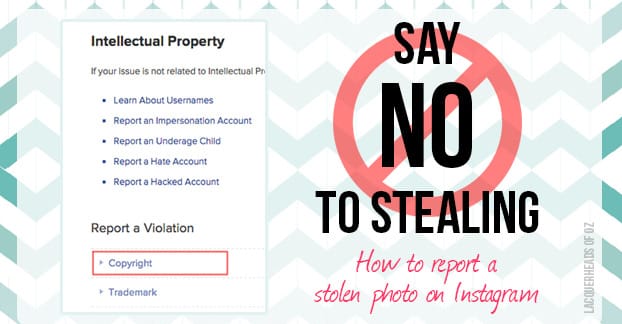 Intellectual Property
If your issue is not related to Intellectual Pr
Learn About Usernames
Report an Impersonation Account
Report an Underage Child
Report a Hate Account
Report a Hacked Account
Report a Violation
Copyright
Trademark
SAY
NO
TO STEALING
How to report a
stolen photo on Instagram
LACQUERHEADS OF OZ